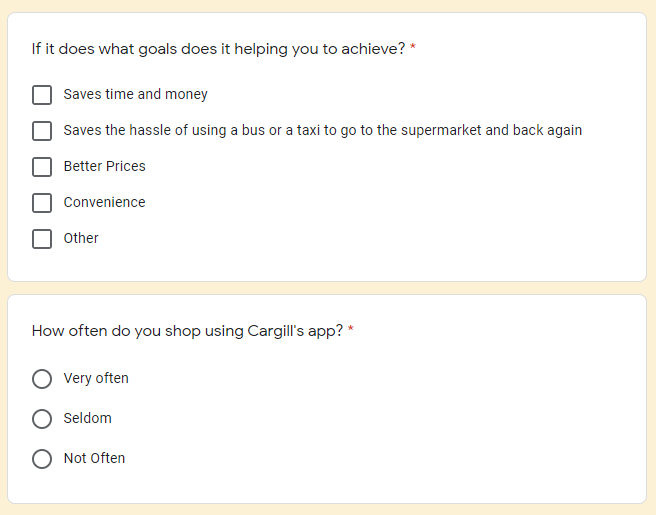 If it does what goals does it helping you to achieve? *
Saves time and money
Saves the hassle of using a bus or a taxi to go to the supermarket and back again
Better Prices
Convenience
Other
How often do you shop using Cargill's app? *
Very often
Seldom
Not Often